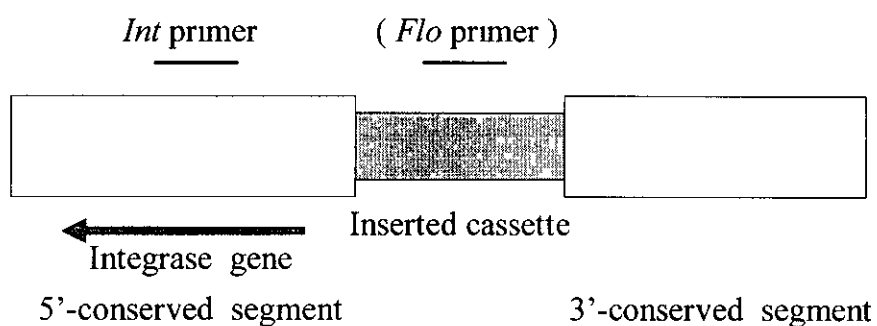 Int primer
( Flo primer )
Inserted cassette
Integrase gene
5'-conserved segment
3'-conserved segment